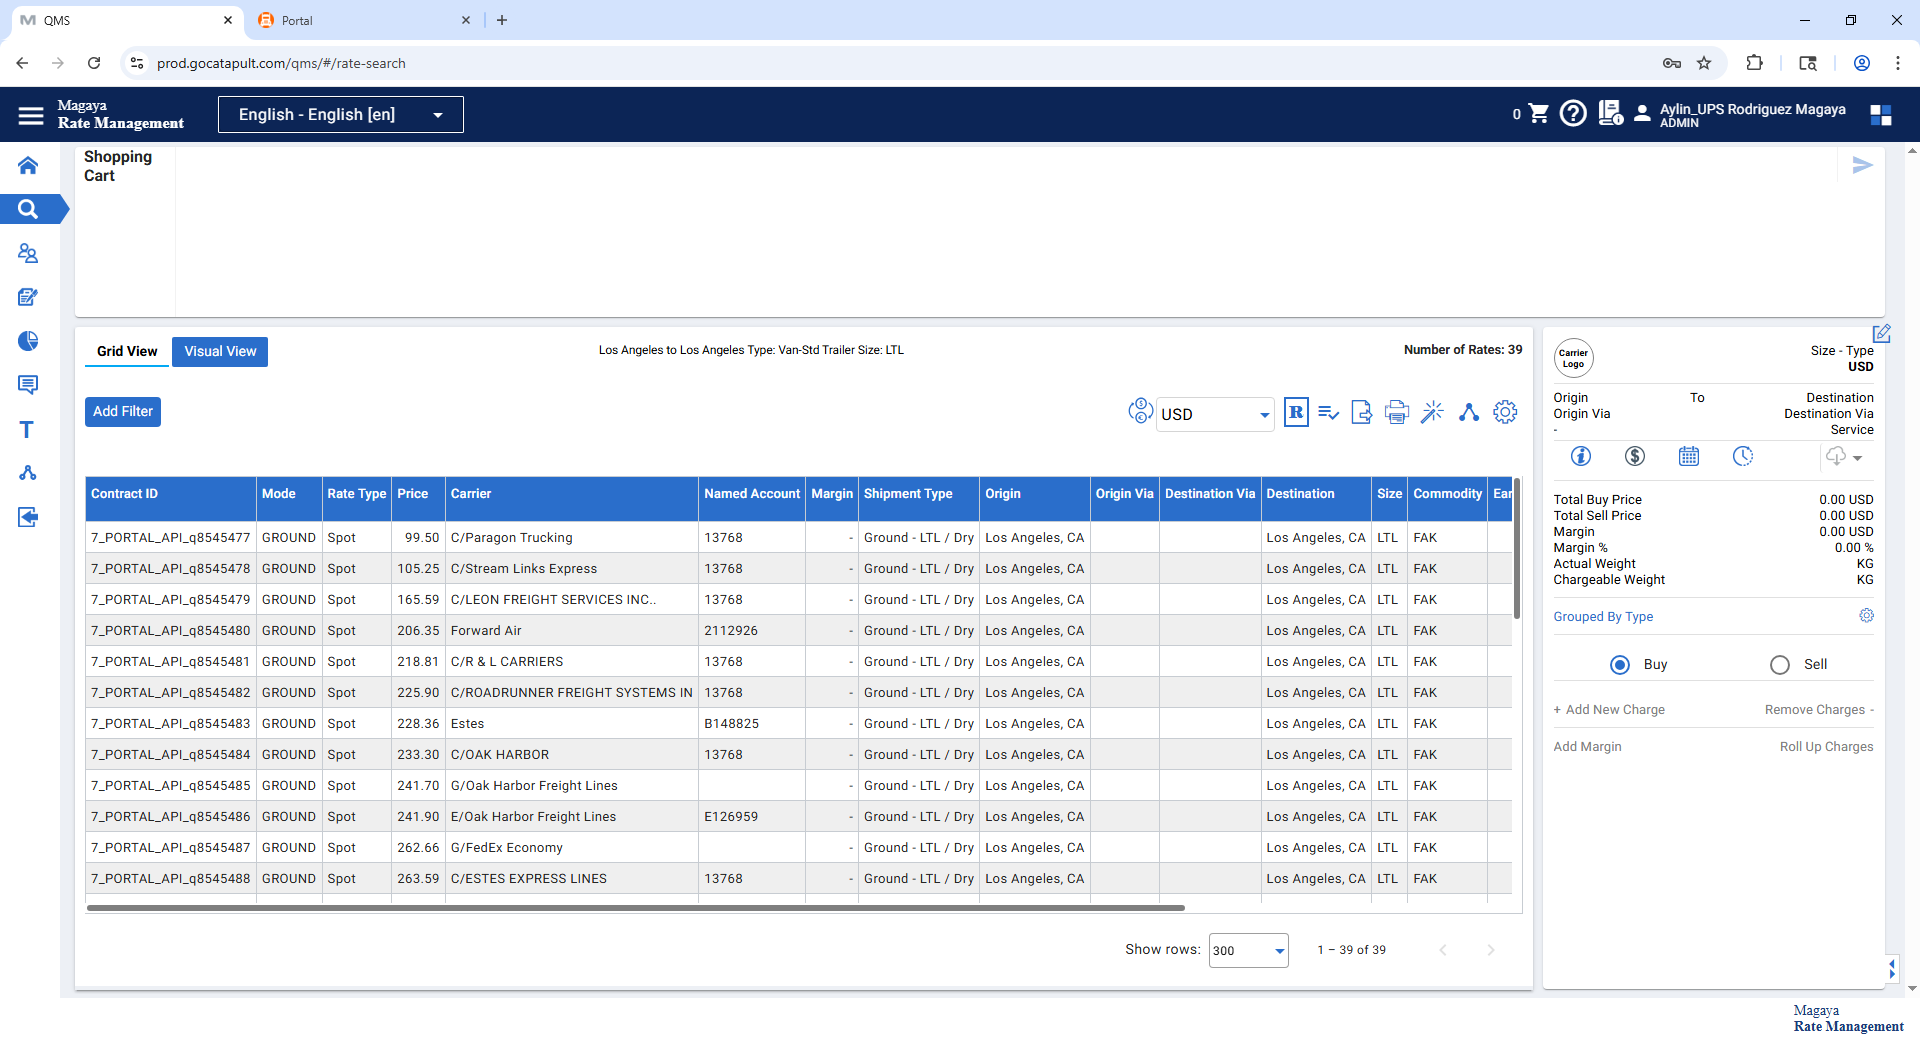 QMS
Portal
prod.gocatapult.com/qms/#/rate-search
Magaya
Rate Management
English - English [en]
0
Aylin_UPS Rodriguez Magaya
ADMIN
Shopping
Cart
Grid View
Visual View
Los Angeles to Los Angeles Type: Van-Std Trailer Size: LTL
Number of Rates: 39
Add Filter
USD
R
Contract ID Mode Rate Type Price Carrier Named Account Margin Shipment Type Origin Origin Via Destination Via Destination Size Commodity Ear
7_PORTAL_API_q8545477 GROUND Spot 99.50 C/Paragon Trucking 13768 - Ground - LTL / Dry Los Angeles, CA Los Angeles, CA LTL FAK
7_PORTAL_API_q8545478 GROUND Spot 105.25 C/Stream Links Express 13768 - Ground - LTL / Dry Los Angeles, CA Los Angeles, CA LTL FAK
7_PORTAL_API_q8545479 GROUND Spot 165.59 C/LEON FREIGHT SERVICES INC.. 13768 - Ground - LTL / Dry Los Angeles, CA Los Angeles, CA LTL FAK
7_PORTAL_API_q8545480 GROUND Spot 206.35 Forward Air 2112926 - Ground - LTL / Dry Los Angeles, CA Los Angeles, CA LTL FAK
7_PORTAL_API_q8545481 GROUND Spot 218.81 C/R & L CARRIERS 13768 - Ground - LTL / Dry Los Angeles, CA Los Angeles, CA LTL FAK
7_PORTAL_API_q8545482 GROUND Spot 225.90 C/ROADRUNNER FREIGHT SYSTEMS IN 13768 - Ground - LTL / Dry Los Angeles, CA Los Angeles, CA LTL FAK
7_PORTAL_API_q8545483 GROUND Spot 228.36 Estes B148825 - Ground - LTL / Dry Los Angeles, CA Los Angeles, CA LTL FAK
7_PORTAL_API_q8545484 GROUND Spot 233.30 C/OAK HARBOR 13768 - Ground - LTL / Dry Los Angeles, CA Los Angeles, CA LTL FAK
7_PORTAL_API_q8545485 GROUND Spot 241.70 G/Oak Harbor Freight Lines - Ground - LTL / Dry Los Angeles, CA Los Angeles, CA LTL FAK
7_PORTAL_API_q8545486 GROUND Spot 241.90 E/Oak Harbor Freight Lines E126959 - Ground - LTL / Dry Los Angeles, CA Los Angeles, CA LTL FAK
7_PORTAL_API_q8545487 GROUND Spot 262.66 G/FedEx Economy - Ground - LTL / Dry Los Angeles, CA Los Angeles, CA LTL FAK
7_PORTAL_API_q8545488 GROUND Spot 263.59 C/ESTES EXPRESS LINES 13768 - Ground - LTL / Dry Los Angeles, CA Los Angeles, CA LTL FAK
Show rows: 300 1 – 39 of 39
Carrier
Logo
Size - Type
USD
Origin To Destination
Origin Via Destination Via
- Service
Total Buy Price 0.00 USD
Total Sell Price 0.00 USD
Margin 0.00 USD
Margin % 0.00 %
Actual Weight KG
Chargeable Weight KG
Grouped By Type
Buy Sell
+ Add New Charge Remove Charges -
Add Margin Roll Up Charges
Magaya
Rate Management